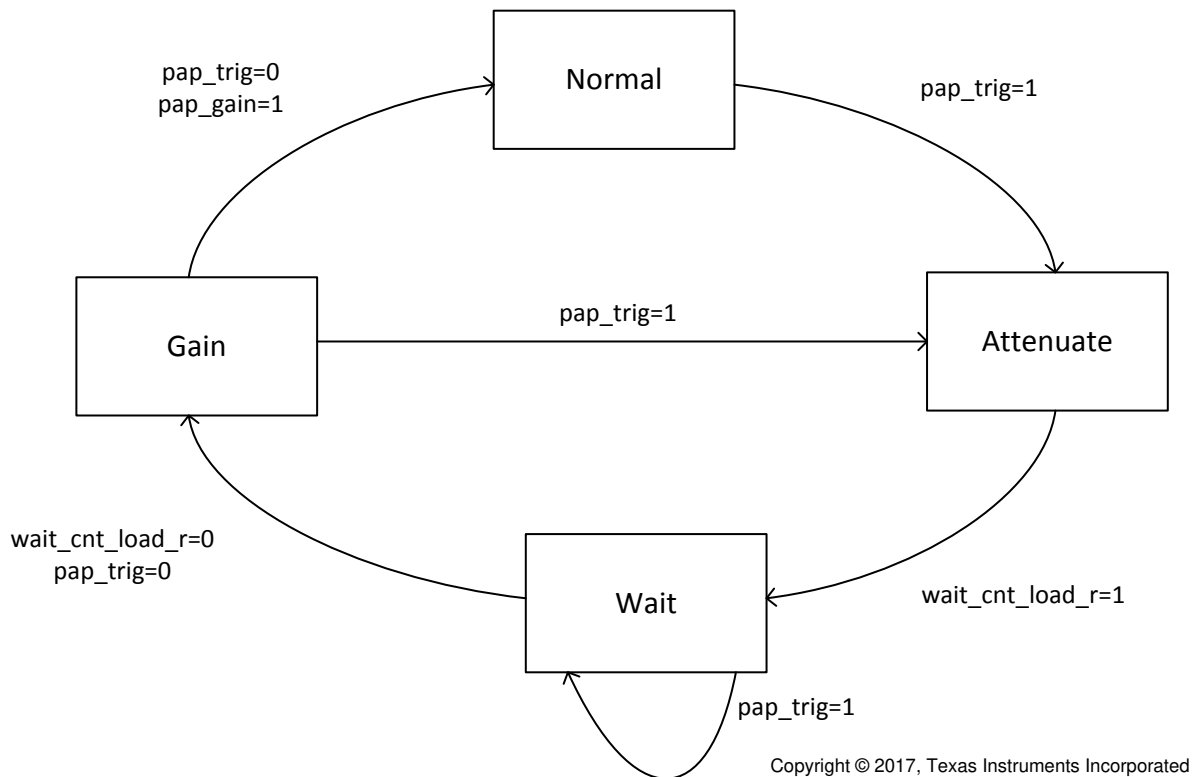 Normal
pap_trig=0
pap_gain=1
pap_trig=1
Gain
pap_trig=1
Attenuate
wait_cnt_load_r=0
pap_trig=0
Wait
wait_cnt_load_r=1
pap_trig=1
Copyright © 2017, Texas Instruments Incorporated